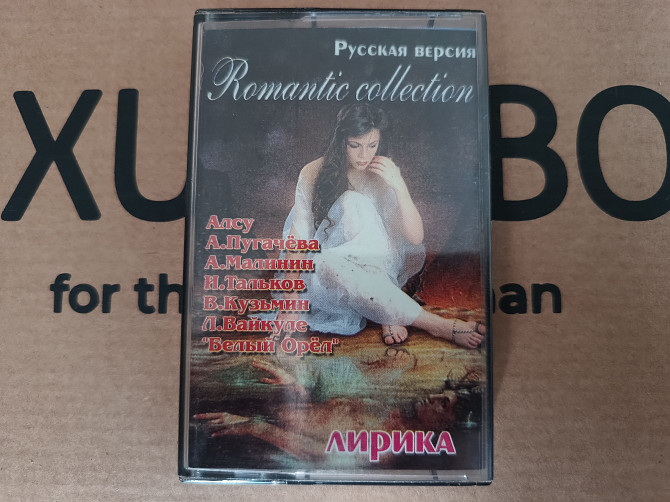 Русская версия
Romantic collection
XU
BO
Алсу
А.Пугачёва
А.Малинин
И.Тальков
В.Кузьмин
Л.Вайкуле
"Белый Орёл"
for th
an
лирика